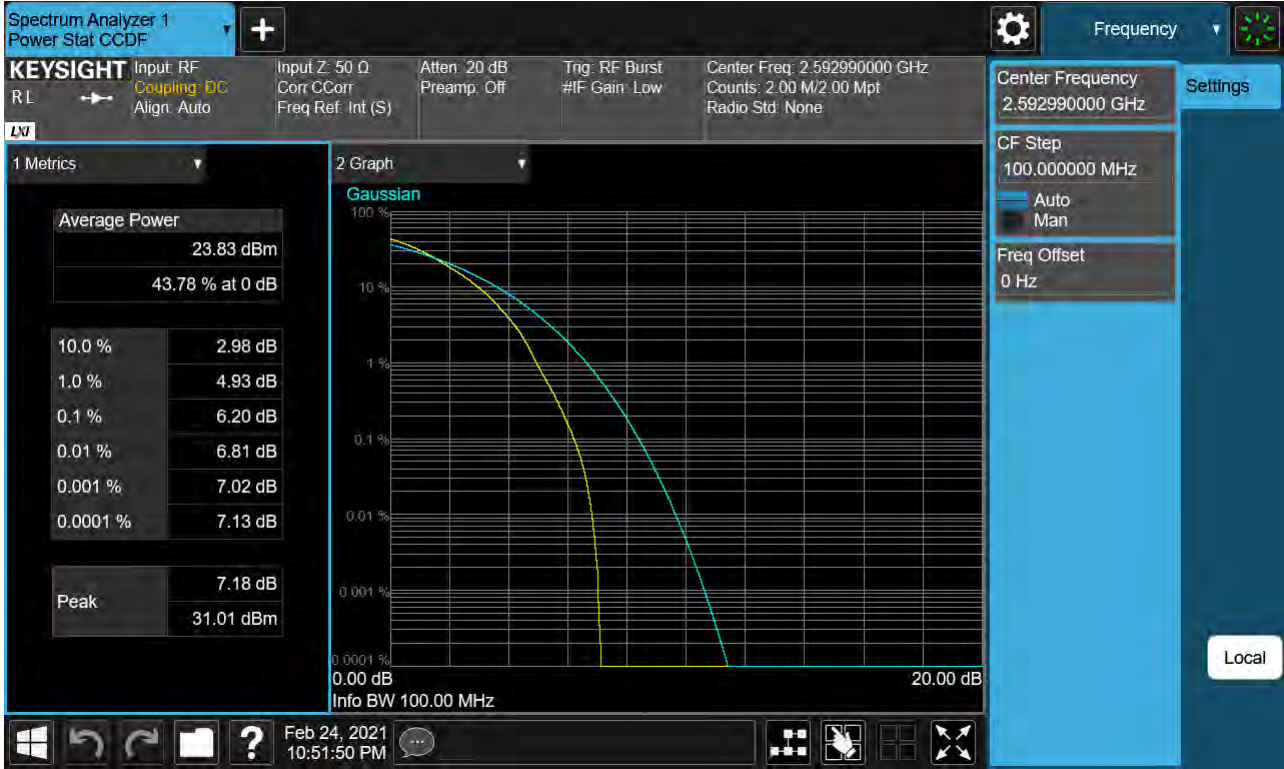 Spectrum Analyzer 1
Power Stat CCDF
Frequency
KEYSIGHT
RL
LXI
Input: RF
Coupling: DC
Align: Auto
Input Z: 50 Ω
Corr CCorr
Freq Ref: Int (S)
Atten: 20 dB
Preamp: Off
Trig: RF Burst
#IF Gain: Low
Center Freq: 2.592990000 GHz
Counts: 2.00 M/2.00 Mpt
Radio Std: None
1 Metrics
Average Power
23.83 dBm
43.78 % at 0 dB
10.0 % 2.98 dB
1.0 % 4.93 dB
0.1 % 6.20 dB
0.01 % 6.81 dB
0.001 % 7.02 dB
0.0001 % 7.13 dB
Peak
7.18 dB
31.01 dBm
2 Graph
Gaussian
100 %
10 %
1 %
0.1 %
0.01 %
0.001 %
0.0001 %
0.00 dB 20.00 dB
Info BW 100.00 MHz
Center Frequency
2.592990000 GHz
CF Step
100.000000 MHz
Auto
Man
Freq Offset
0 Hz
Settings
Local
?
Feb 24, 2021
10:51:50 PM